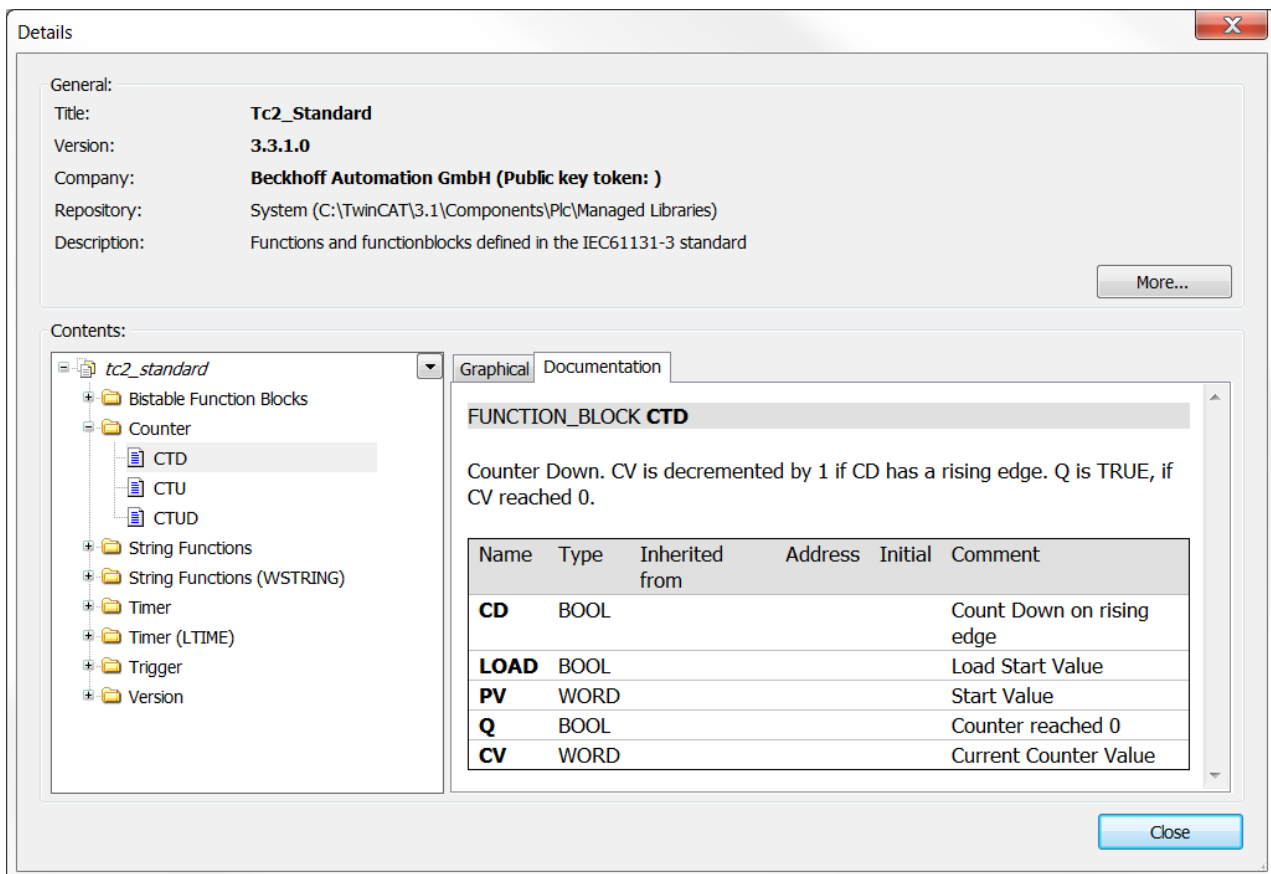 Details
General:
Title: Tc2_Standard
Version: 3.3.1.0
Company: Beckhoff Automation GmbH (Public key token: )
Repository: System (C:\TwinCAT\3.1\Components\Plc\Managed Libraries)
Description: Functions and functionblocks defined in the IEC61131-3 standard
More...
Contents:
tc2_standard
Bistable Function Blocks
Counter
CTD
CTU
CTUD
String Functions
String Functions (WSTRING)
Timer
Timer (LTIME)
Trigger
Version
Graphical Documentation
FUNCTION_BLOCK CTD
Counter Down. CV is decremented by 1 if CD has a rising edge. Q is TRUE, if
CV reached 0.
Name Type Inherited from Address Initial Comment
CD BOOL Count Down on rising edge
LOAD BOOL Load Start Value
PV WORD Start Value
Q BOOL Counter reached 0
CV WORD Current Counter Value
Close